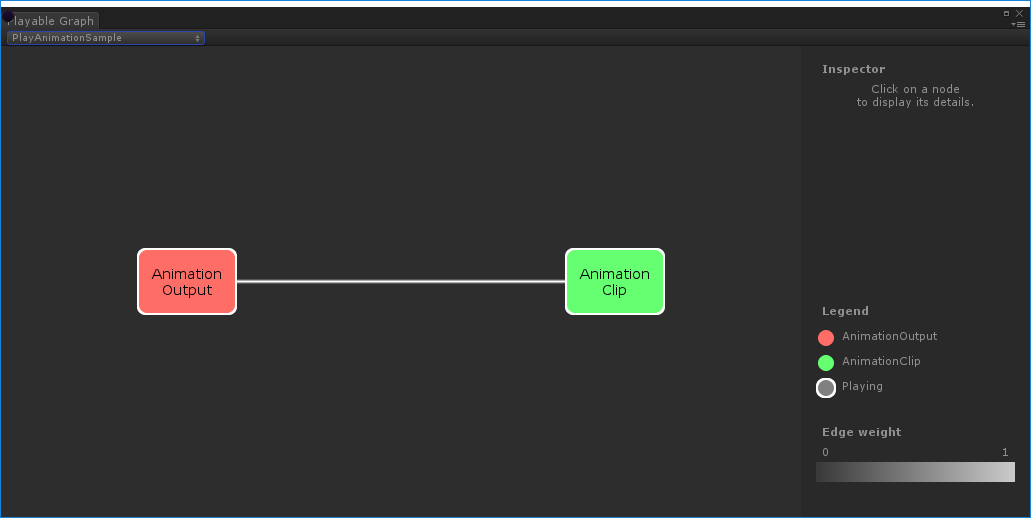 Playable Graph
PlayAnimationSample
Inspector
Click on a node
to display its details.
Animation
Output
Animation
Clip
Legend
AnimationOutput
AnimationClip
Playing
Edge weight
0 1